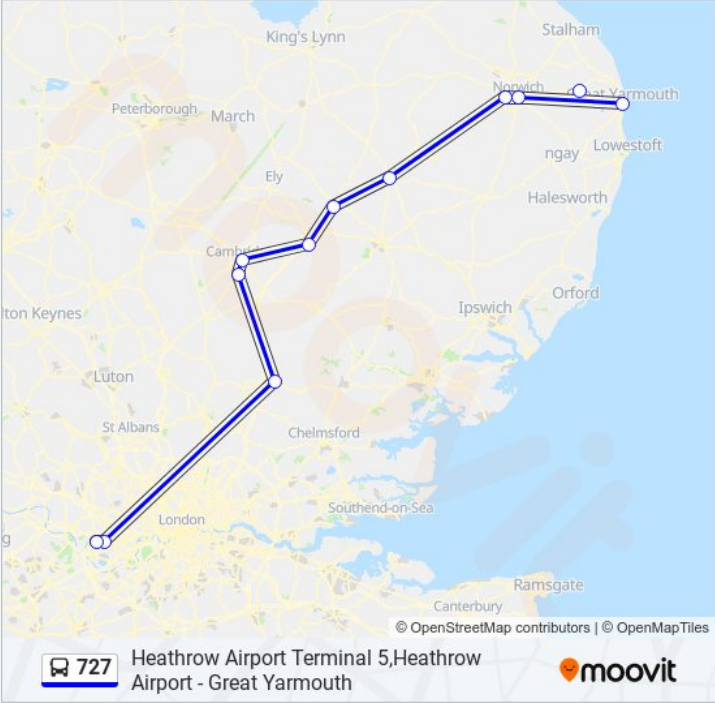 Stalham
King's Lynn
Norwich
Great Yarmouth
Peterborough
March
Lowestoft
ngay
Ely
Halesworth
Cambrid
Orford
lton Keynes
Ipswich
Luton
St Albans
Chelmsford
London
Southend-on-Sea
g
Ramsgate
Canterbury
© OpenStreetMap contributors | © OpenMapTiles
727
Heathrow Airport Terminal 5,Heathrow
Airport - Great Yarmouth
moovit